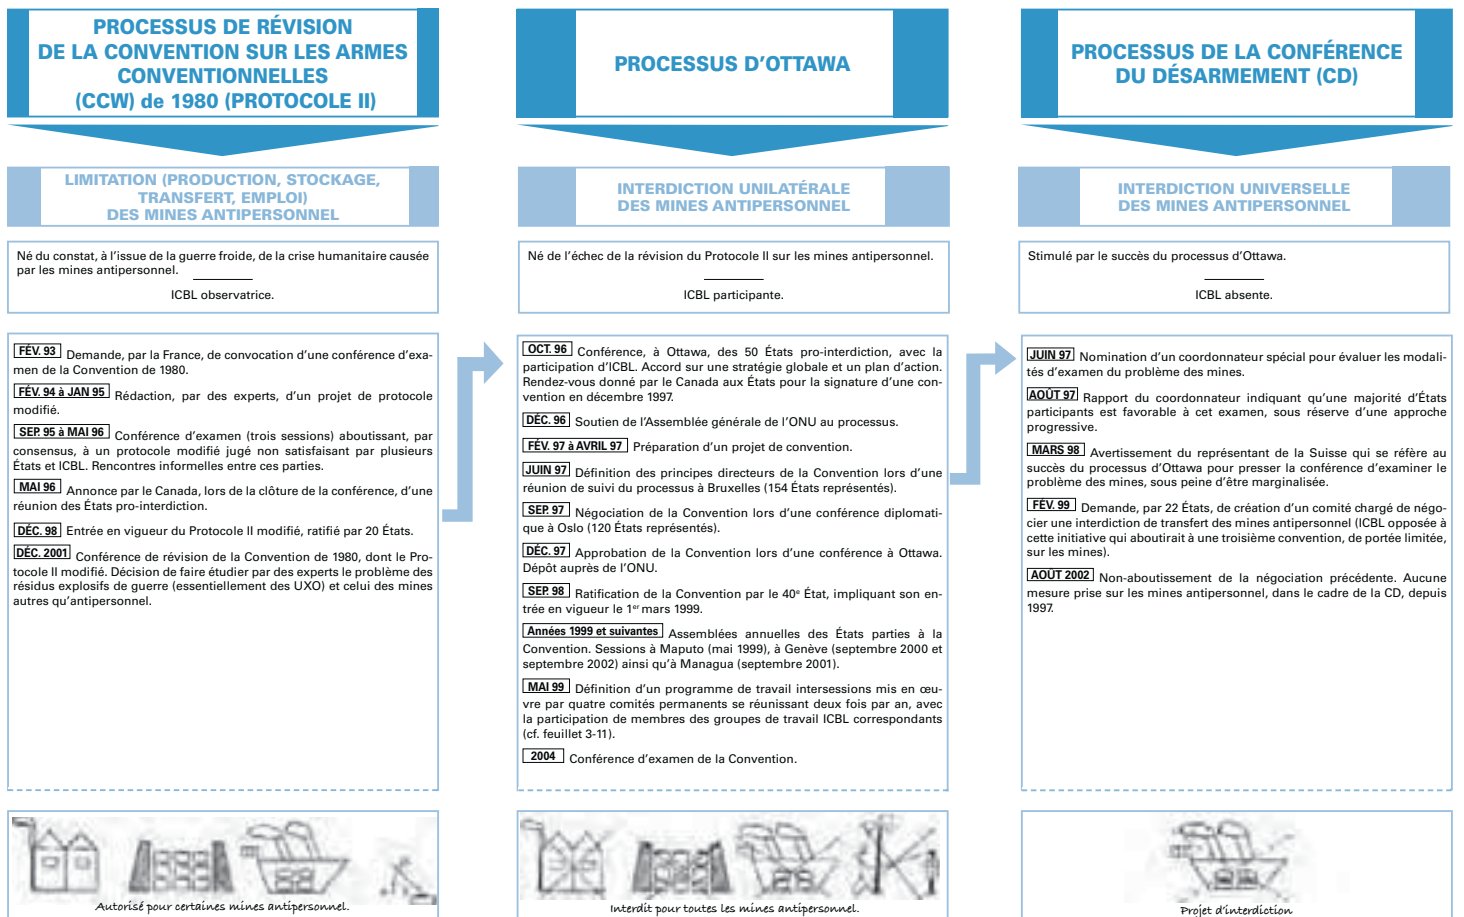 PROCESSUS DE RÉVISION
DE LA CONVENTION SUR LES ARMES
CONVENTIONNELLES
(CCW) de 1980 (PROTOCOLE II)
LIMITATION (PRODUCTION, STOCKAGE,
TRANSFERT, EMPLOI)
DES MINES ANTIPERSONNEL
Né du constat, à l'issue de la guerre froide, de la crise humanitaire causée
par les mines antipersonnel.
ICBL observatrice.
FÉV. 93 Demande, par la France, de convocation d'une conférence d'exa-
men de la Convention de 1980.
FÉV. 94 à JAN 95 Rédaction, par des experts, d'un projet de protocole
modifié.
SEP. 95 à MAI 96 Conférence d'examen (trois sessions) aboutissant, par
consensus, à un protocole modifié jugé non satisfaisant par plusieurs
États et ICBL. Rencontres informelles entre ces parties.
MAI 96 Annonce par le Canada, lors de la clôture de la conférence, d'une
réunion des États pro-interdiction.
DÉC. 98 Entrée en vigueur du Protocole II modifié, ratifié par 20 États.
DÉC. 2001 Conférence de révision de la Convention de 1980, dont le Pro-
tocole II modifié. Décision de faire étudier par des experts le problème des
résidus explosifs de guerre (essentiellement des UXO) et celui des mines
autres qu'antipersonnel.
Autorisé pour certaines mines antipersonnel.
PROCESSUS D'OTTAWA
INTERDICTION UNILATÉRALE
DES MINES ANTIPERSONNEL
Né de l'échec de la révision du Protocole II sur les mines antipersonnel.
ICBL participante.
OCT. 96 Conférence, à Ottawa, des 50 États pro-interdiction, avec la
participation d'ICBL. Accord sur une stratégie globale et un plan d'action.
Rendez-vous donné par le Canada aux États pour la signature d'une con-
vention en décembre 1997.
DÉC. 96 Soutien de l'Assemblée générale de l'ONU au processus.
FÉV. 97 à AVRIL 97 Préparation d'un projet de convention.
JUIN 97 Définition des principes directeurs de la Convention lors d'une
réunion de suivi du processus à Bruxelles (154 États représentés).
SEP. 97 Négociation de la Convention lors d'une conférence diplomati-
que à Oslo (120 États représentés).
DÉC. 97 Approbation de la Convention lors d'une conférence à Ottawa.
Dépôt auprès de l'ONU.
SEP. 98 Ratification de la Convention par le 40e État, impliquant son en-
trée en vigueur le 1er mars 1999.
Années 1999 et suivantes Assemblées annuelles des États parties à la
Convention. Sessions à Maputo (mai 1999), à Genève (septembre 2000 et
septembre 2002) ainsi qu'à Managua (septembre 2001).
MAI 99 Définition d'un programme de travail intersessions mis en œu-
vre par quatre comités permanents se réunissant deux fois par an, avec
la participation de membres des groupes de travail ICBL correspondants
(cf. feuillet 3-11).
2004 Conférence d'examen de la Convention.
Interdit pour toutes les mines antipersonnel.
PROCESSUS DE LA CONFÉRENCE
DU DÉSARMEMENT (CD)
INTERDICTION UNIVERSELLE
DES MINES ANTIPERSONNEL
Stimulé par le succès du processus d'Ottawa.
ICBL absente.
JUIN 97 Nomination d'un coordonnateur spécial pour évaluer les modali-
tés d'examen du problème des mines.
AOÛT 97 Rapport du coordonnateur indiquant qu'une majorité d'États
participants est favorable à cet examen, sous réserve d'une approche
progressive.
MARS 98 Avertissement du représentant de la Suisse qui se réfère au
succès du processus d'Ottawa pour presser la conférence d'examiner le
problème des mines, sous peine d'être marginalisée.
FÉV. 99 Demande, par 22 États, de création d'un comité chargé de négo-
cier une interdiction de transfert des mines antipersonnel (ICBL opposée à
cette initiative qui aboutirait à une troisième convention, de portée limitée,
sur les mines).
AOÛT 2002 Non-aboutissement de la négociation précédente. Aucune
mesure prise sur les mines antipersonnel, dans le cadre de la CD, depuis
1997.
Projet d'interdiction